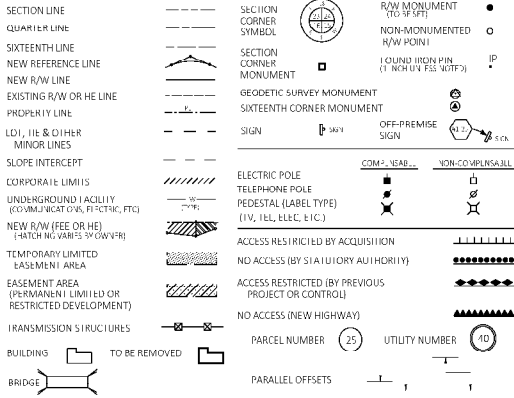 SECTION LINE
QUARTER LINE
SIXTEENTH LINE
NEW REFERENCE LINE
NEW R/W LINE
EXISTING R/W OR HE LINE
PROPERTY LINE
PL
LOT, TIE & OTHER
MINOR LINES
SLOPE INTERCEPT
CORPORATE LIMITS
UNDERGROUND FACILITY
(COMMUNICATIONS, ELECTRIC, ETC)
(TYPE)
NEW R/W (FEE OR HE)
(HATCHING VARIES BY OWNER)
TEMPORARY LIMITED
EASEMENT AREA
EASEMENT AREA
(PERMANENT LIMITED OR
RESTRICTED DEVELOPMENT)
TRANSMISSION STRUCTURES
BUILDING
TO BE REMOVED
BRIDGE
SECTION
CORNER
SYMBOL
SECTION
CORNER
MONUMENT
R/W MONUMENT
(TO BE SET)
NON-MONUMENTED
R/W POINT
FOUND IRON PIN
(1 INCH UNLESS NOTED)
IP
GEODETIC SURVEY MONUMENT
SIXTEENTH CORNER MONUMENT
SIGN
SIGN
OFF-PREMISE
SIGN
SIGN
COMPENSABLE
NON-COMPENSABLE
ELECTRIC POLE
TELEPHONE POLE
PEDESTAL (LABEL TYPE)
(TV, TEL, ELEC, ETC.)
ACCESS RESTRICTED BY ACQUISITION
NO ACCESS (BY STATUTORY AUTHORITY)
ACCESS RESTRICTED (BY PREVIOUS
PROJECT OR CONTROL)
NO ACCESS (NEW HIGHWAY)
PARCEL NUMBER
25
UTILITY NUMBER
40
PARALLEL OFFSETS